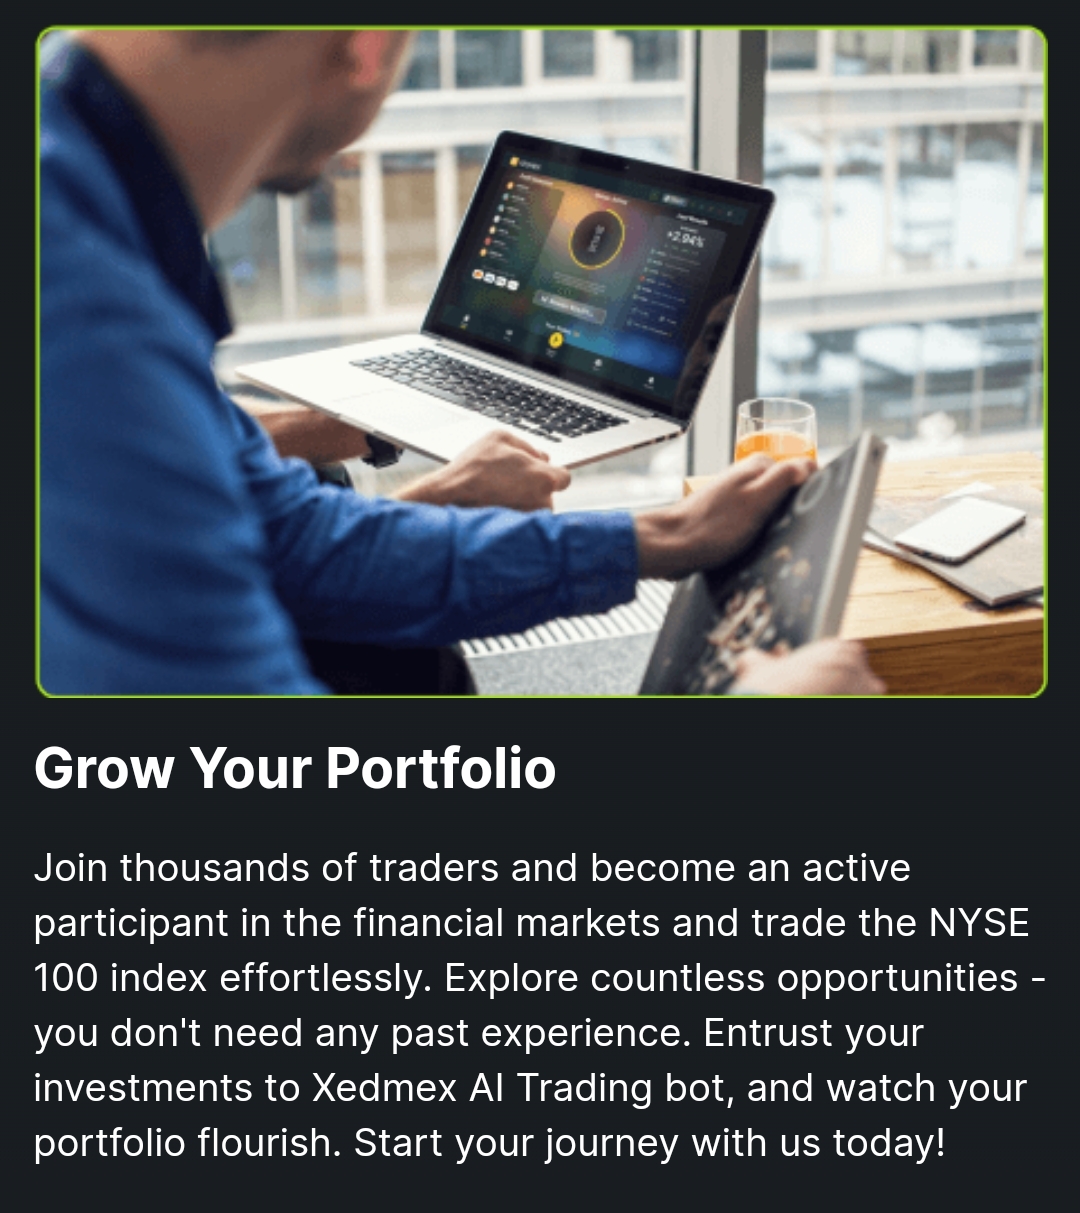 +2.94%
Grow Your Portfolio
Join thousands of traders and become an active
participant in the financial markets and trade the NYSE
100 index effortlessly. Explore countless opportunities -
you don't need any past experience. Entrust your
investments to Xedmex AI Trading bot, and watch your
portfolio flourish. Start your journey with us today!